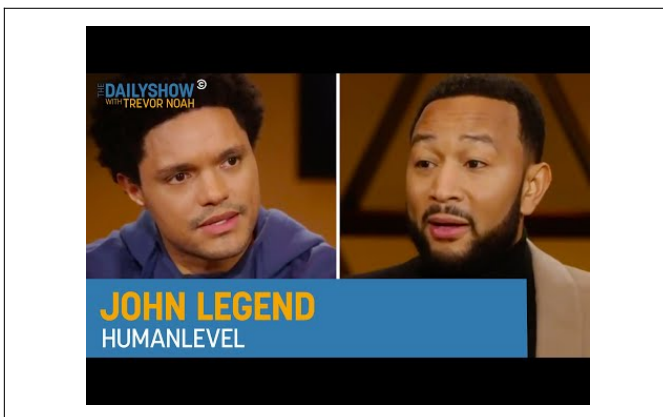 THE
DAILYSHOW
WITH TREVOR NOAH
JOHN LEGEND
HUMANLEVEL